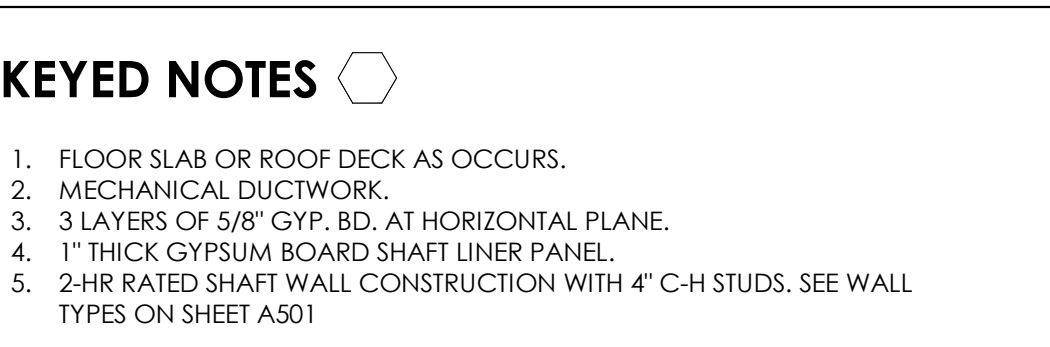 KEYED NOTES
1. FLOOR SLAB OR ROOF DECK AS OCCURS.
2. MECHANICAL DUCTWORK.
3. 3 LAYERS OF 5/8" GYP. BD. AT HORIZONTAL PLANE.
4. 1" THICK GYPSUM BOARD SHAFT LINER PANEL.
5. 2-HR RATED SHAFT WALL CONSTRUCTION WITH 4" C-H STUDS. SEE WALL
TYPES ON SHEET A501